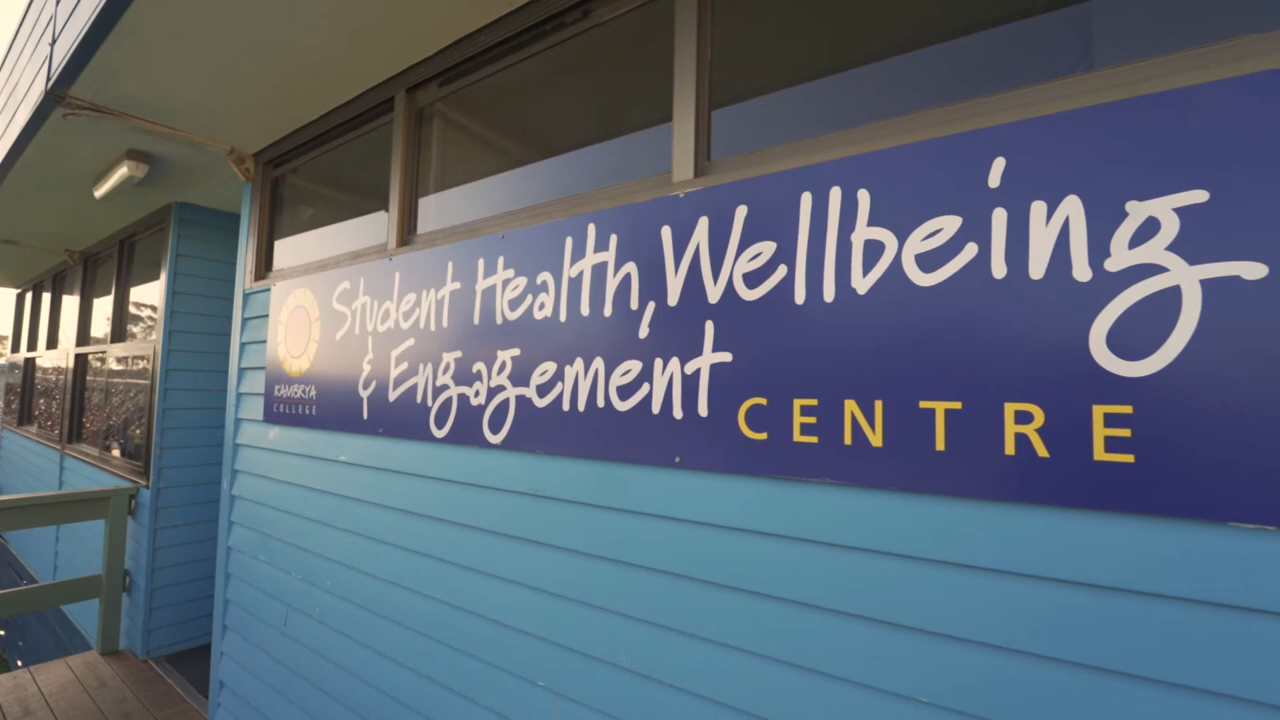 Student Health, Wellbeing
& Engagement
CENTRE
KAMBRYA
COLLEGE